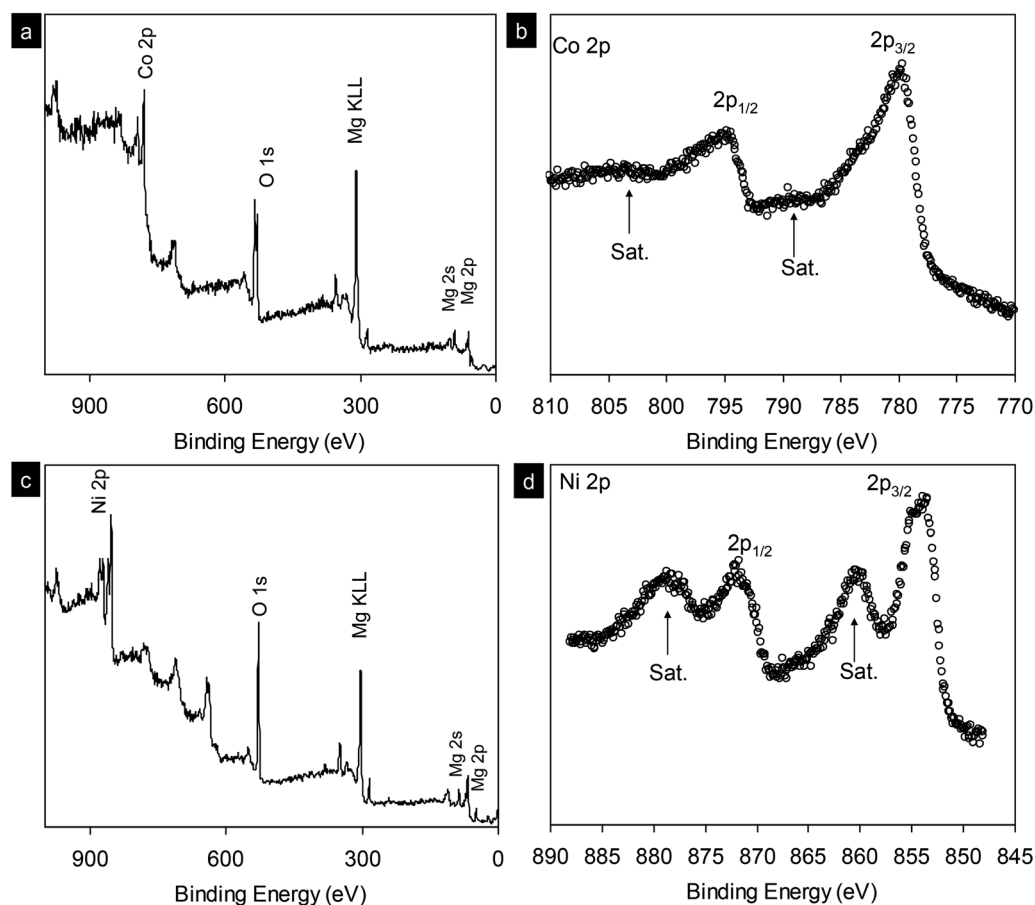 a
Co 2p
O 1s
Mg KLL
Mg 2s
Mg 2p
900 600 300 0
Binding Energy (eV)
b
Co 2p
2p1/2
2p3/2
Sat.
Sat.
810 805 800 795 790 785 780 775 770
Binding Energy (eV)
c
Ni 2p
O 1s
Mg KLL
Mg 2s
Mg 2p
900 600 300 0
Binding Energy (eV)
d
Ni 2p
2p1/2
2p3/2
Sat.
Sat.
890 885 880 875 870 865 860 855 850 845
Binding Energy (eV)